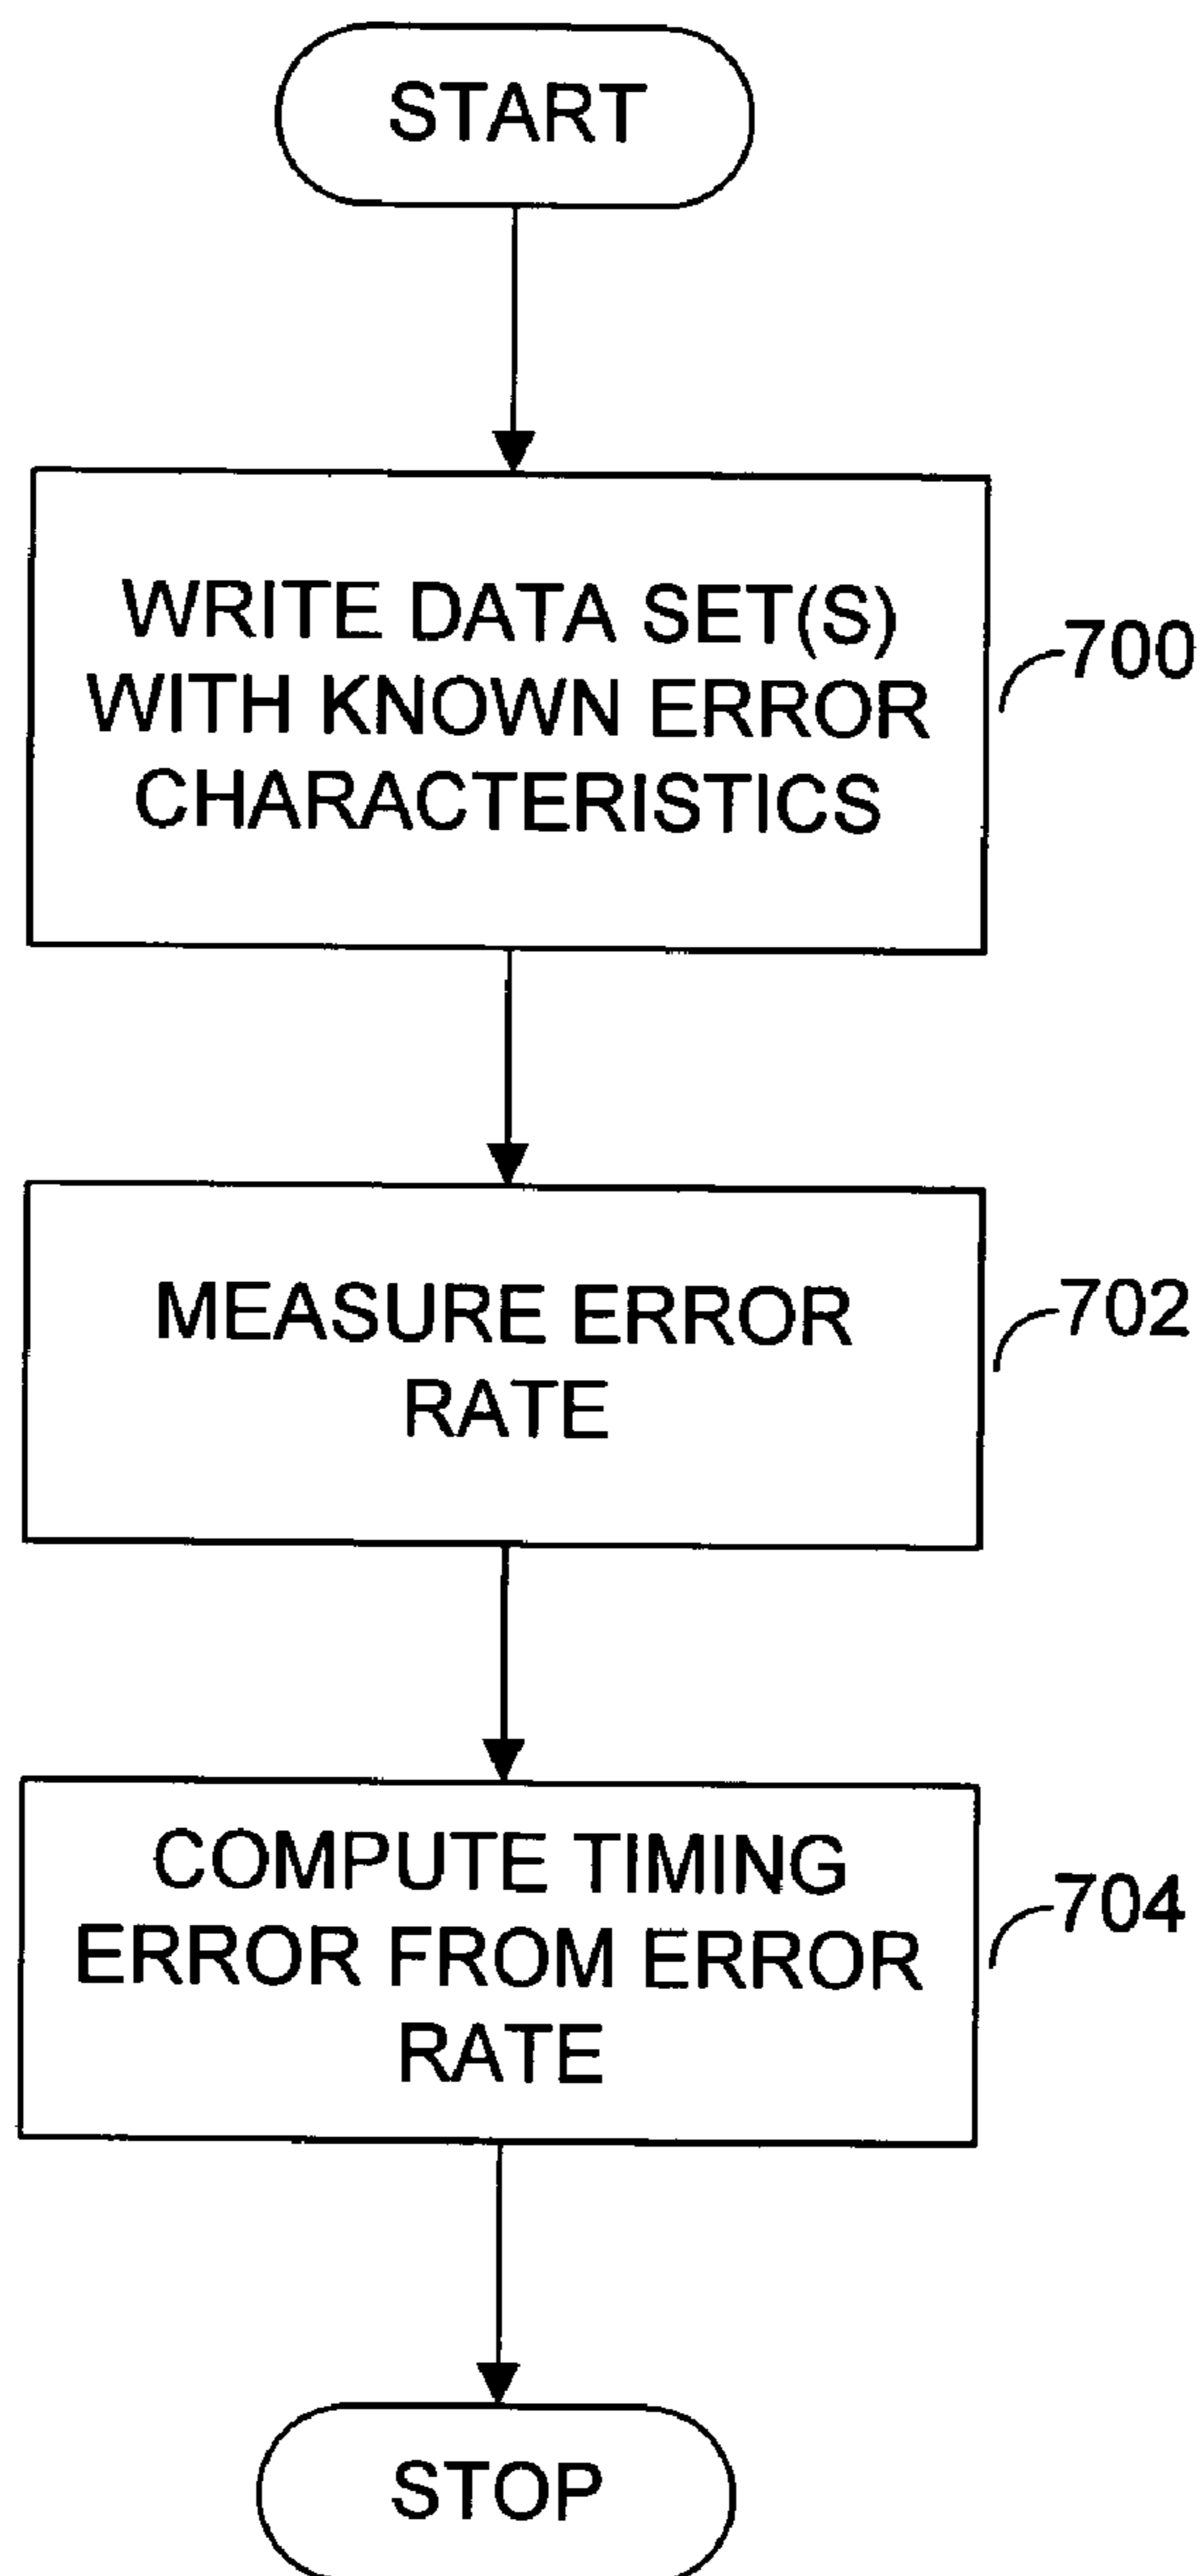 START
WRITE DATA SET(S)
WITH KNOWN ERROR
CHARACTERISTICS
700
MEASURE ERROR
RATE
702
COMPUTE TIMING
ERROR FROM ERROR
RATE
704
STOP